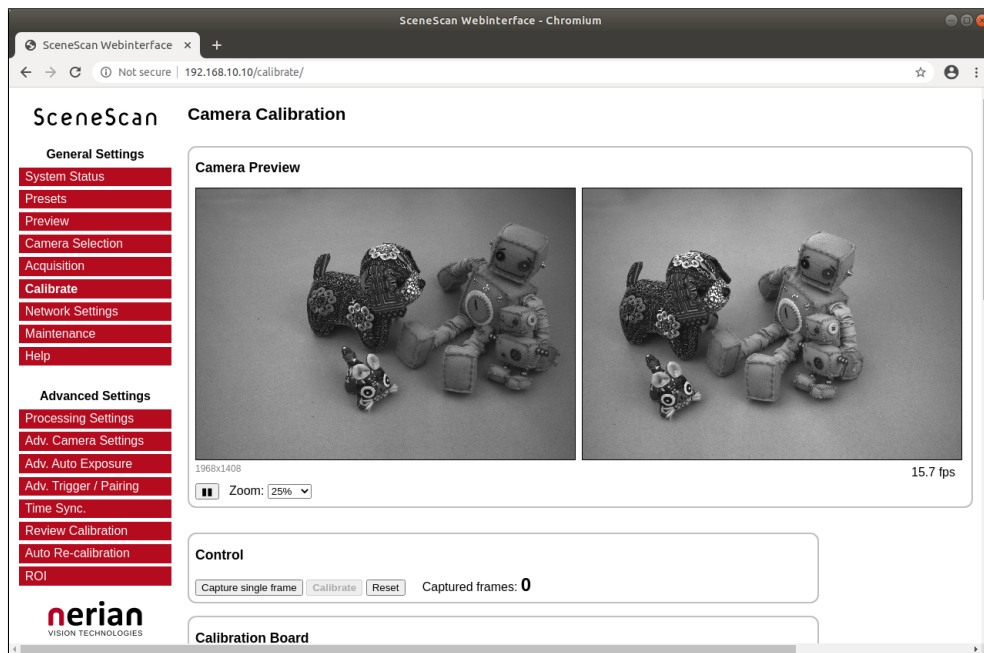 SceneScan Webinterface - Chromium
SceneScan Webinterface
Not secure | 192.168.10.10/calibrate/
SceneScan
General Settings
System Status
Presets
Preview
Camera Selection
Acquisition
Calibrate
Network Settings
Maintenance
Help
Advanced Settings
Processing Settings
Adv. Camera Settings
Adv. Auto Exposure
Adv. Trigger / Pairing
Time Sync.
Review Calibration
Auto Re-calibration
ROI
nerian
VISION TECHNOLOGIES
Camera Calibration
Camera Preview
1968x1408
15.7 fps
Zoom: 25%
Control
Capture single frame Calibrate Reset Captured frames: 0
Calibration Board